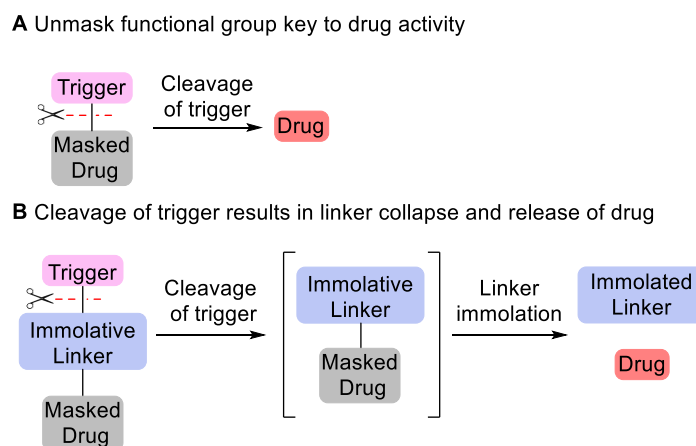 A Unmask functional group key to drug activity
Trigger
Masked
Drug
Cleavage
of trigger
Drug
B Cleavage of trigger results in linker collapse and release of drug
Trigger
Immolative
Linker
Masked
Drug
Cleavage
of trigger
Immolative
Linker
Masked
Drug
Linker
immolation
Immolated
Linker
Drug